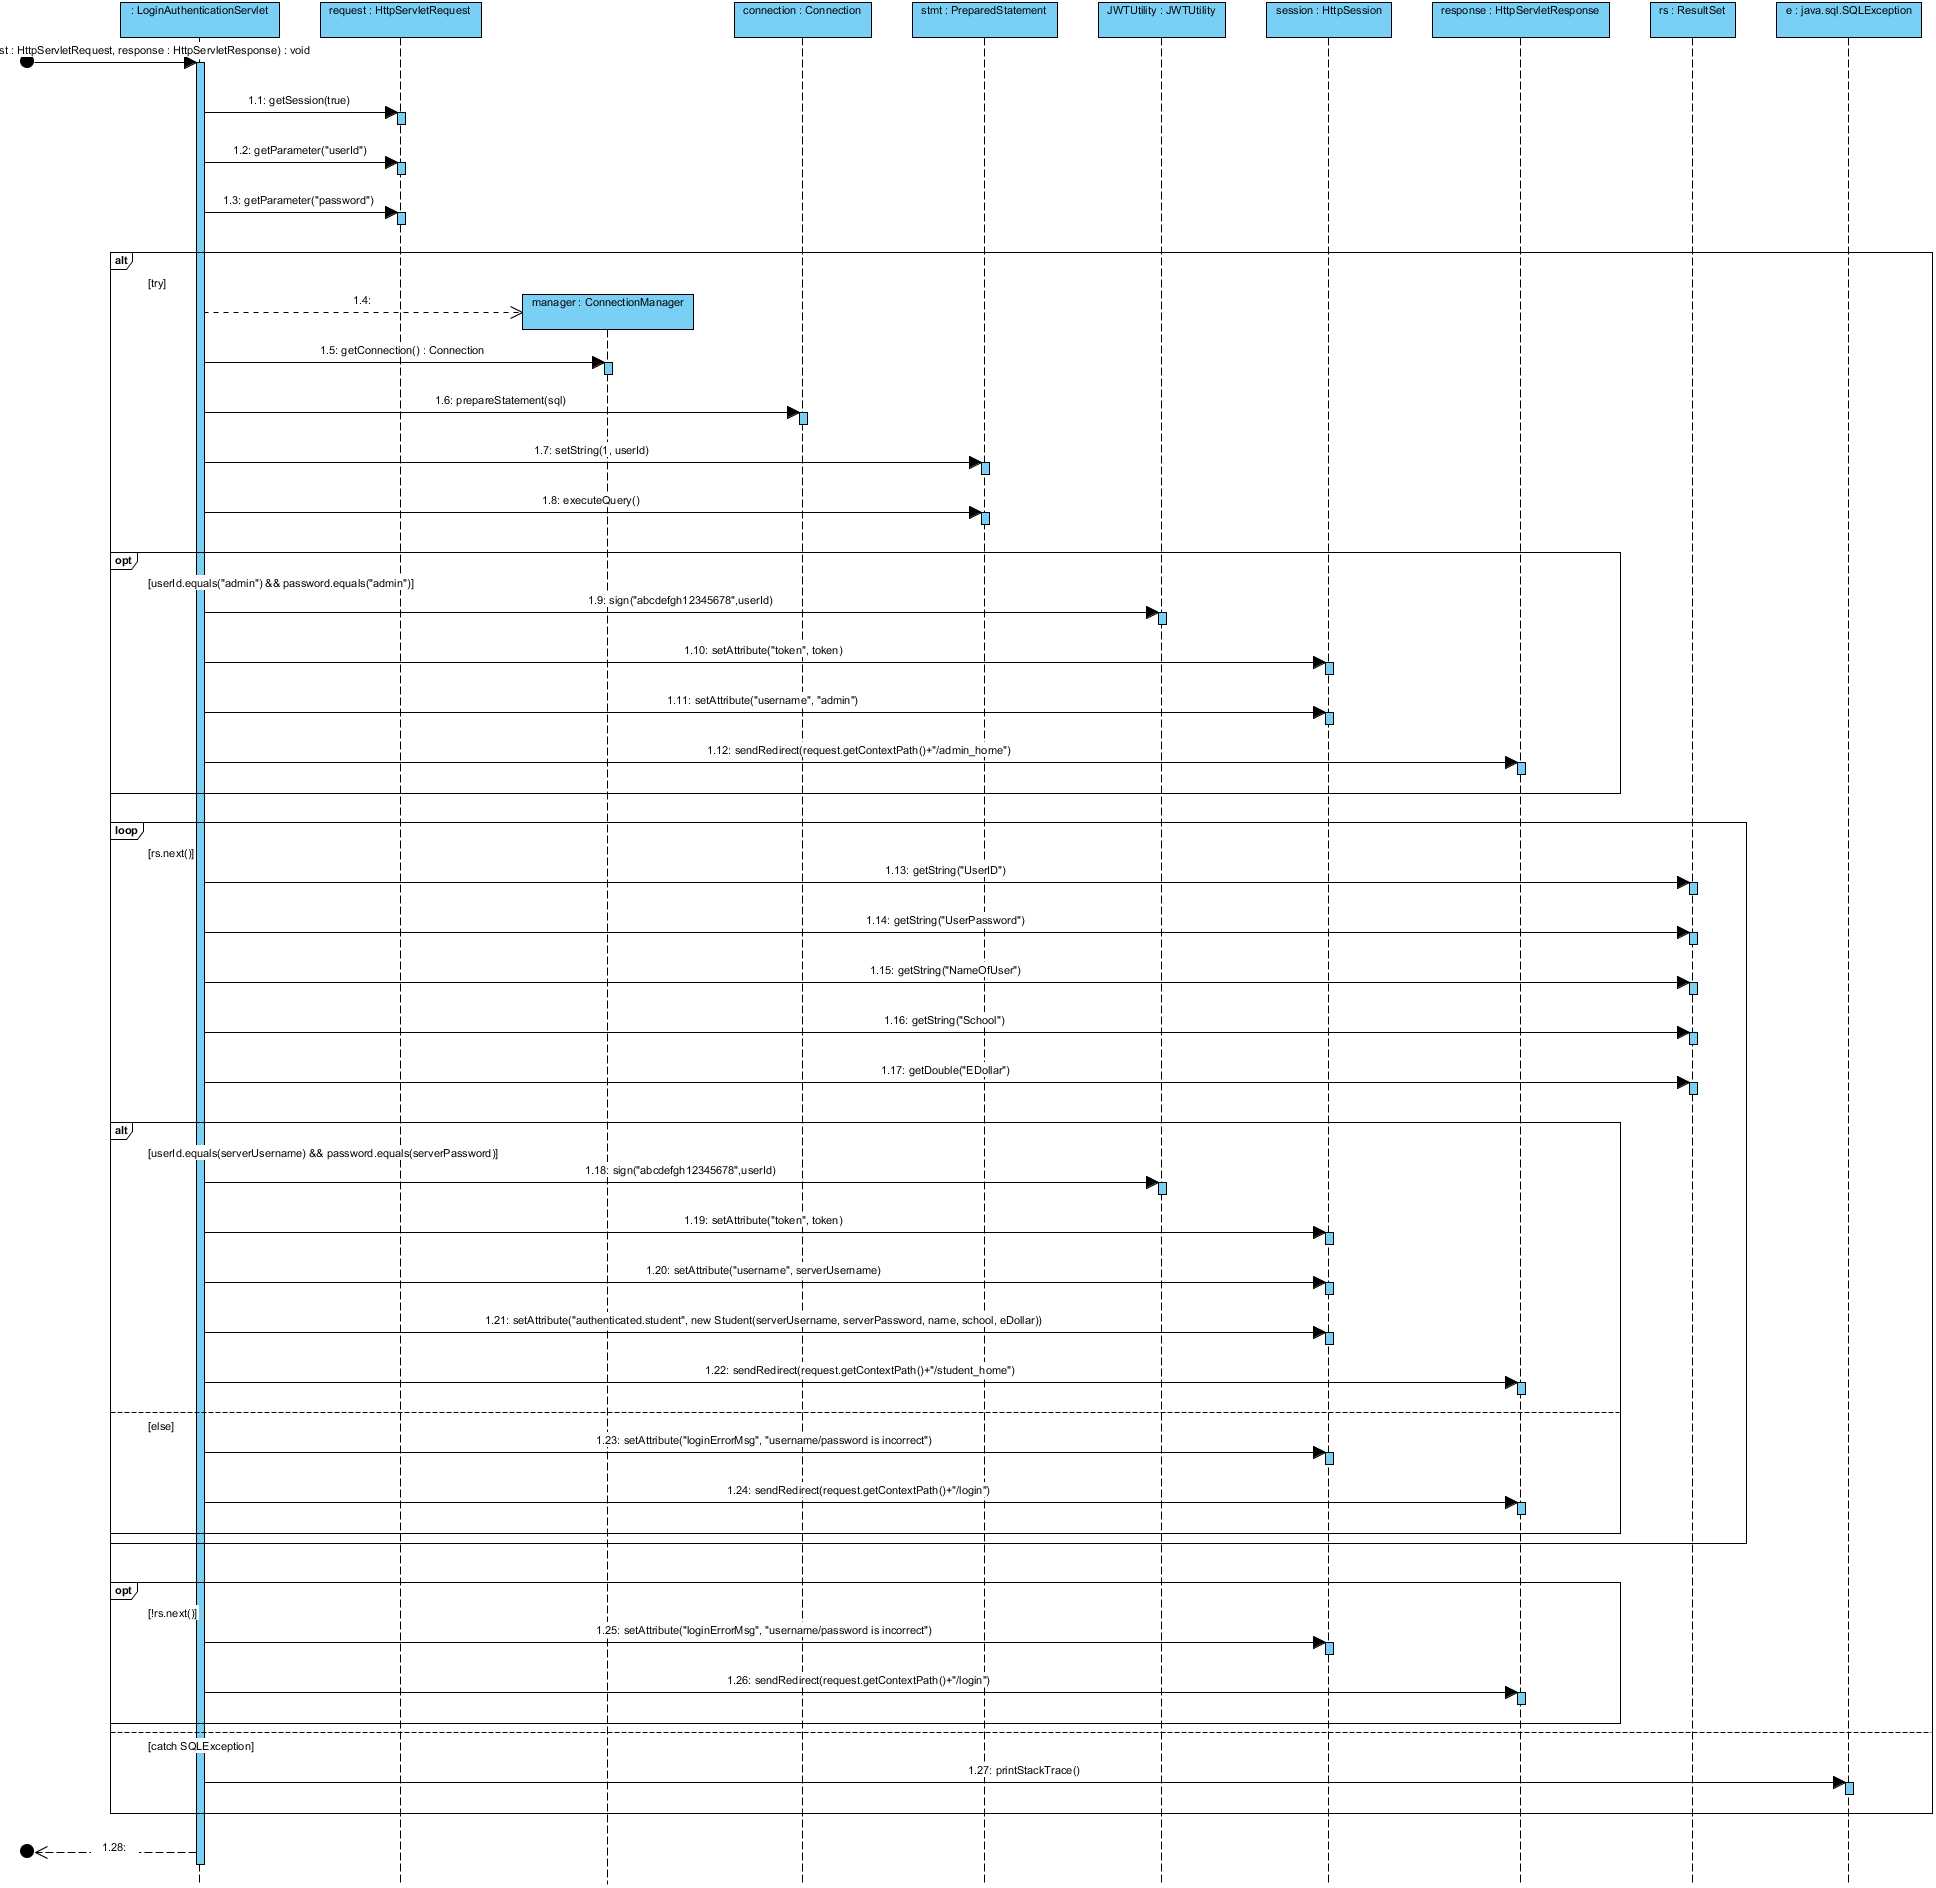 : LoginAuthenticationServlet
request : HttpServletRequest
connection : Connection
stmt : PreparedStatement
JWTUtility : JWTUtility
session : HttpSession
response : HttpServletResponse
rs : ResultSet
e : java.sql.SQLException
st : HttpServletRequest, response : HttpServletResponse) : void
1.1: getSession(true)
1.2: getParameter("userId")
1.3: getParameter("password")
alt
[try]
1.4:
manager : ConnectionManager
1.5: getConnection() : Connection
1.6: prepareStatement(sql)
1.7: setString(1, userId)
1.8: executeQuery()
opt
[userId.equals("admin") && password.equals("admin")]
1.9: sign("abcdefgh12345678",userId)
1.10: setAttribute("token", token)
1.11: setAttribute("username", "admin")
1.12: sendRedirect(request.getContextPath()+"/admin_home")
loop
[rs.next()]
1.13: getString("UserID")
1.14: getString("UserPassword")
1.15: getString("NameOfUser")
1.16: getString("School")
1.17: getDouble("EDollar")
alt
[userId.equals(serverUsername) && password.equals(serverPassword)]
1.18: sign("abcdefgh12345678",userId)
1.19: setAttribute("token", token)
1.20: setAttribute("username", serverUsername)
1.21: setAttribute("authenticated.student", new Student(serverUsername, serverPassword, name, school, eDollar))
1.22: sendRedirect(request.getContextPath()+"/student_home")
[else]
1.23: setAttribute("loginErrorMsg", "username/password is incorrect")
1.24: sendRedirect(request.getContextPath()+"/login")
opt
[!rs.next()]
1.25: setAttribute("loginErrorMsg", "username/password is incorrect")
1.26: sendRedirect(request.getContextPath()+"/login")
[catch SQLException]
1.27: printStackTrace()
1.28: